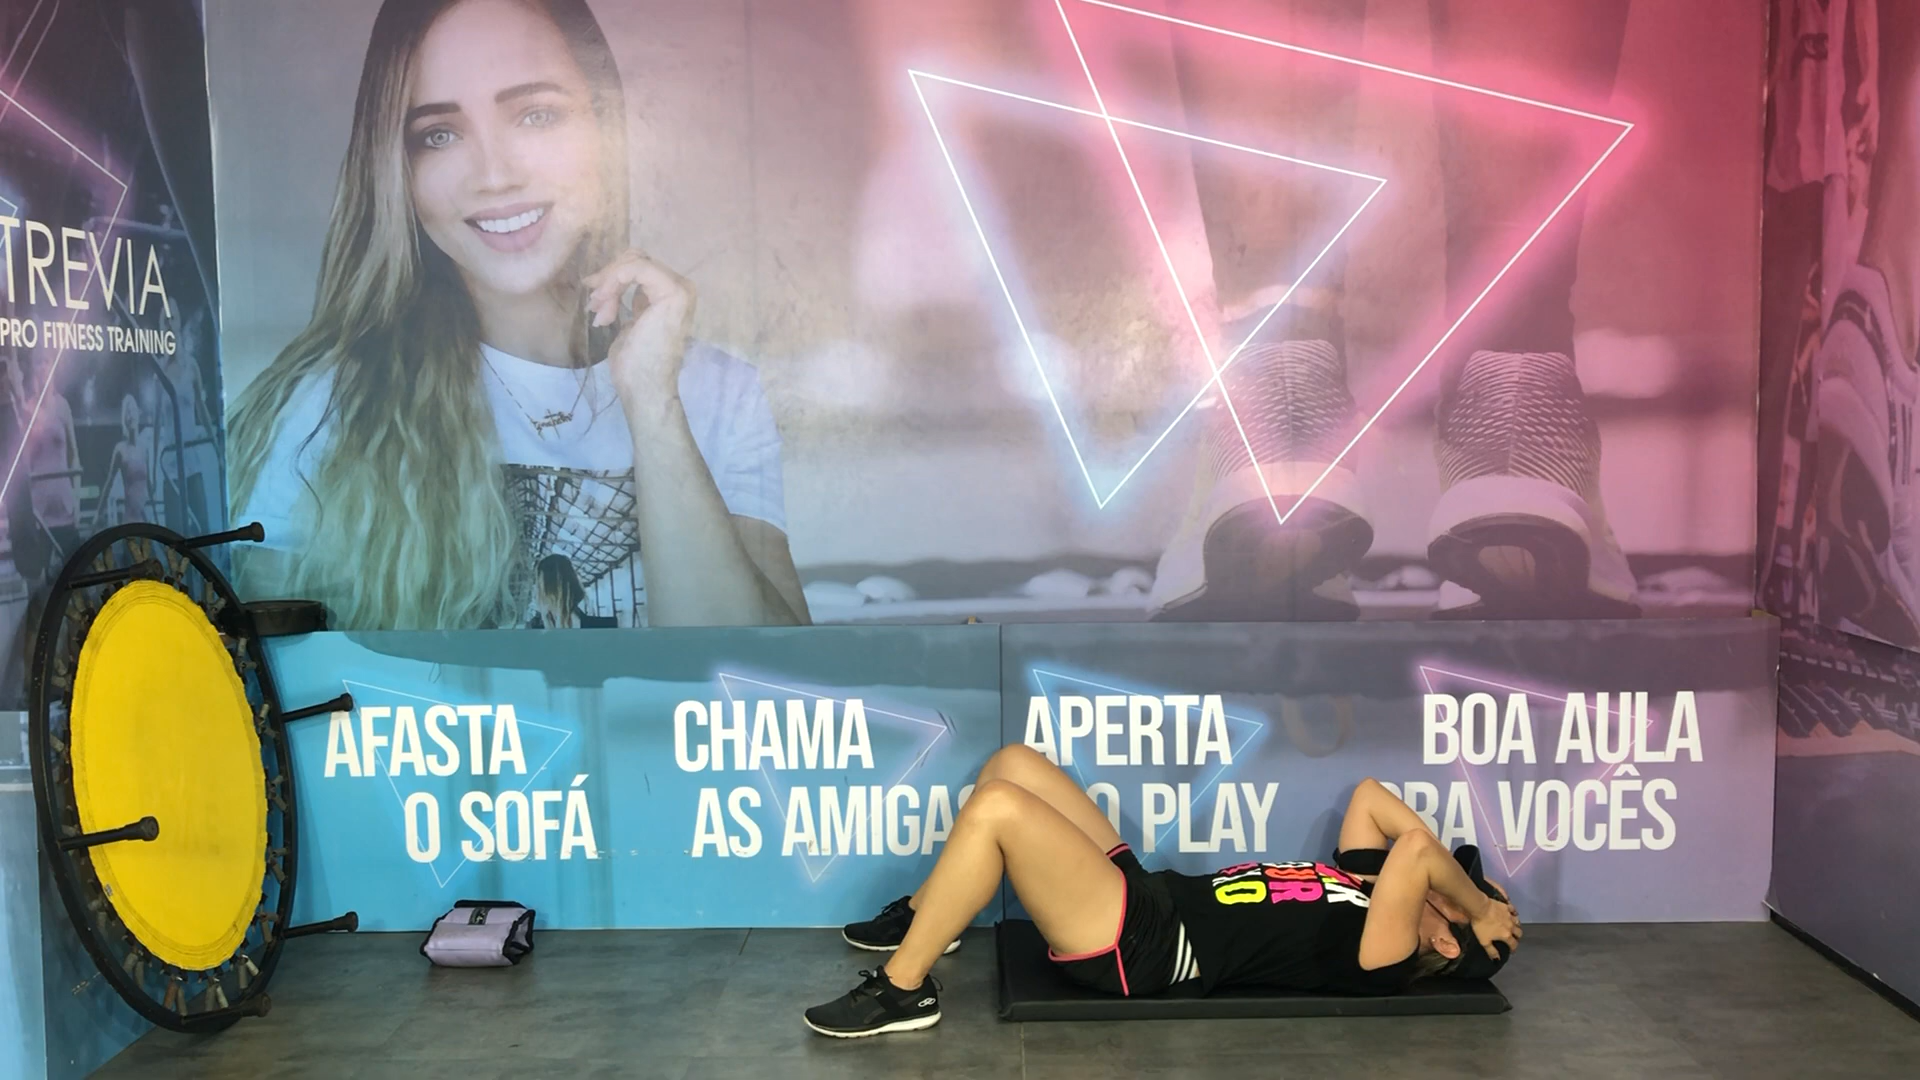 TREVIA
PRO FITNESS TRAINING
AFASTA
O SOFÁ
CHAMA
AS AMIGAS
APERTA
O PLAY
BOA AULA
PRA VOCÊS